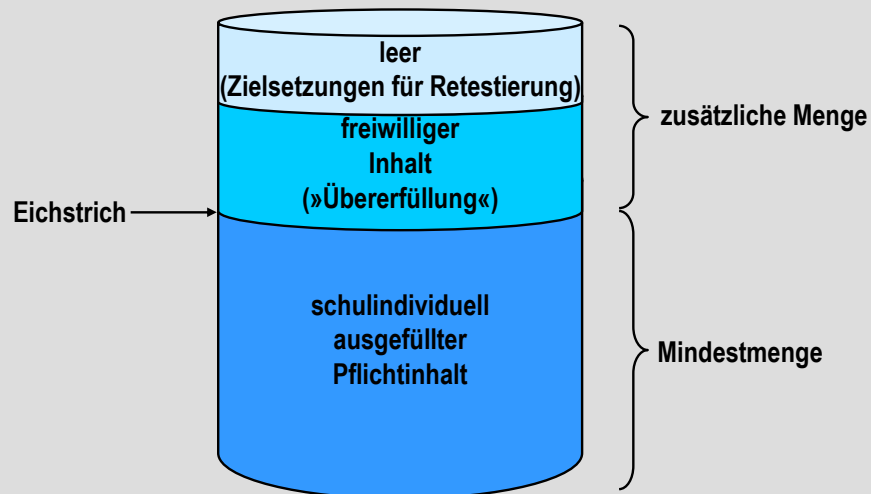 leer
(Zielsetzungen für Retestierung)
zusätzliche Menge
freiwilliger
Inhalt
(»Übererfüllung«)
Eichstrich
schulindividuell
ausgefüllter
Pflichtinhalt
Mindestmenge